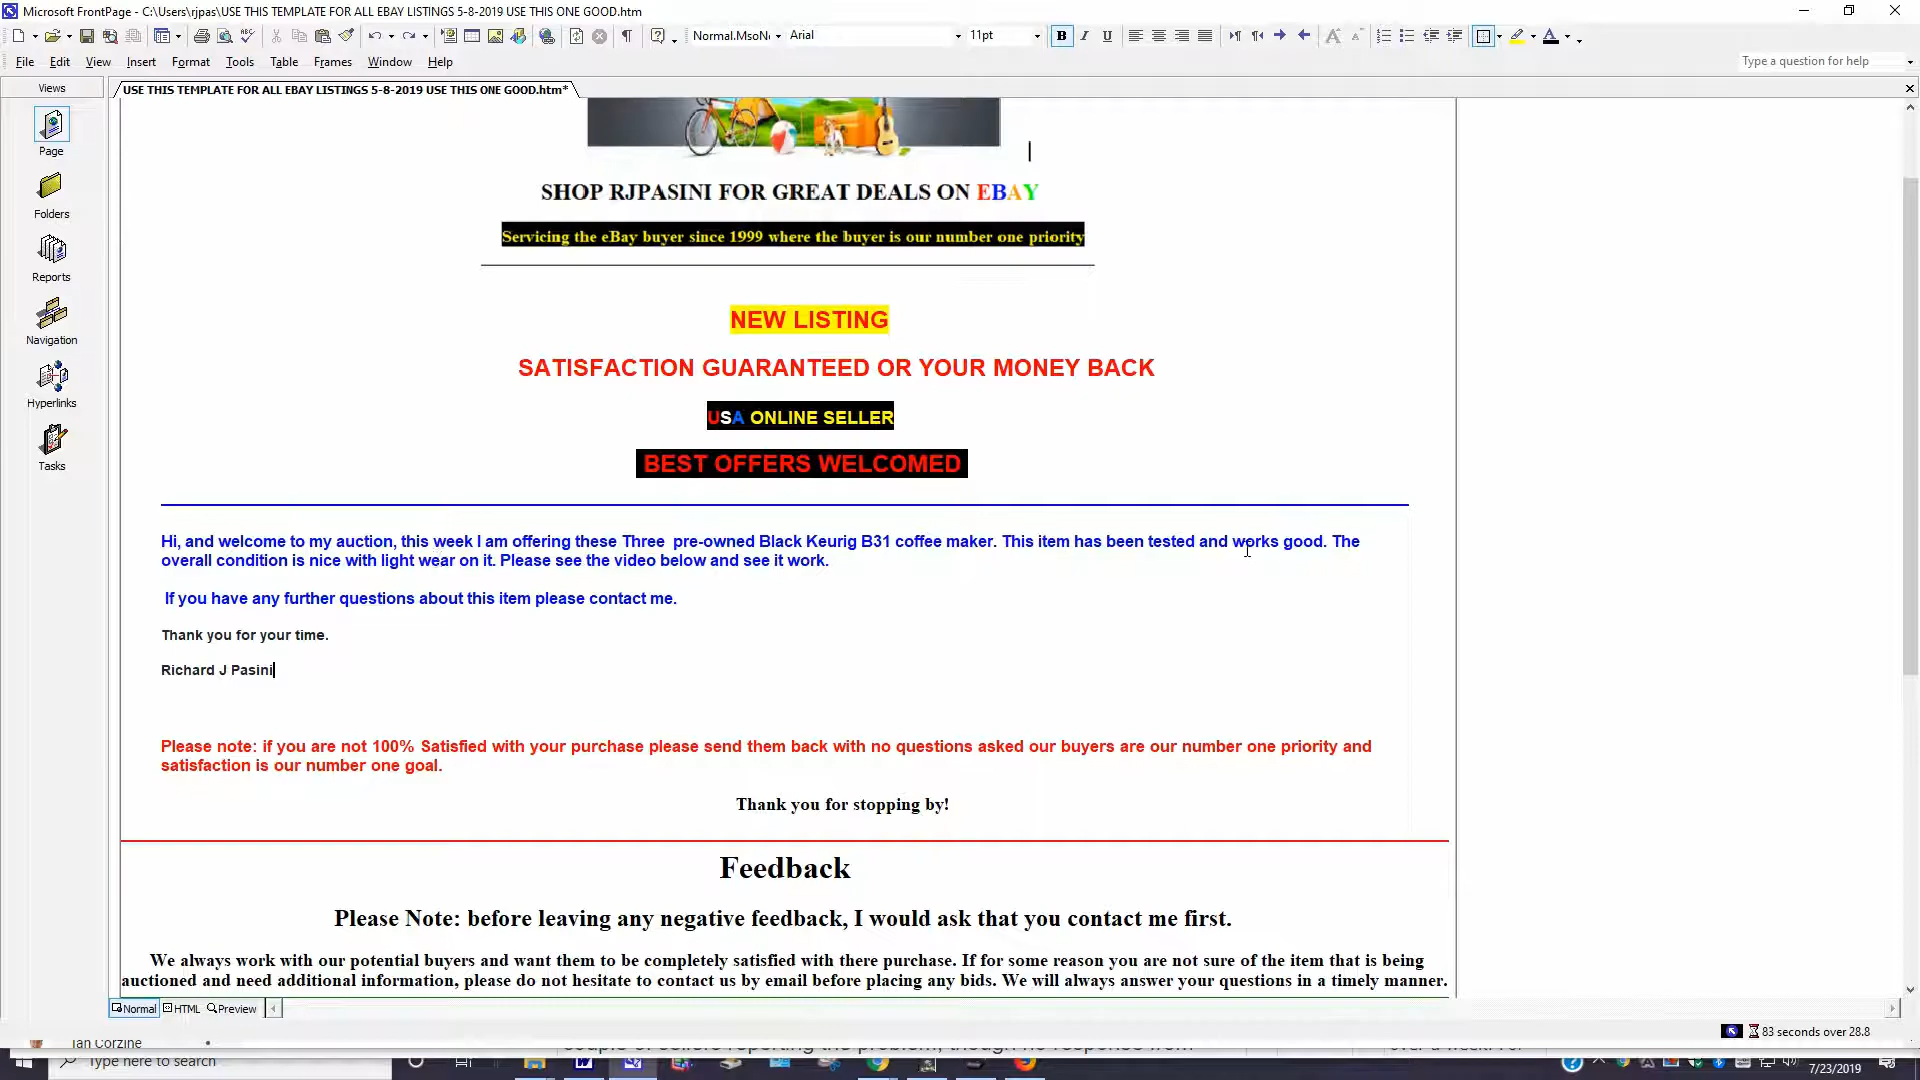 Microsoft FrontPage - C:\Users\rjpas\USE THIS TEMPLATE FOR ALL EBAY LISTINGS 5-8-2019 USE THIS ONE GOOD.htm
Normal.MsoN
Arial
11pt
B I U
File Edit View Insert Format Tools Table Frames Window Help
Type a question for help
Views
USE THIS TEMPLATE FOR ALL EBAY LISTINGS 5-8-2019 USE THIS ONE GOOD.htm*
Page
Folders
Reports
Navigation
Hyperlinks
Tasks
SHOP RJPASINI FOR GREAT DEALS ON EBAY
Servicing the eBay buyer since 1999 where the buyer is our number one priority
NEW LISTING
SATISFACTION GUARANTEED OR YOUR MONEY BACK
USA ONLINE SELLER
BEST OFFERS WELCOMED
Hi, and welcome to my auction, this week I am offering these Three pre-owned Black Keurig B31 coffee maker. This item has been tested and works good. The
overall condition is nice with light wear on it. Please see the video below and see it work.
If you have any further questions about this item please contact me.
Thank you for your time.
Richard J Pasini
Please note: if you are not 100% Satisfied with your purchase please send them back with no questions asked our buyers are our number one priority and
satisfaction is our number one goal.
Thank you for stopping by!
Feedback
Please Note: before leaving any negative feedback, I would ask that you contact me first.
We always work with our potential buyers and want them to be completely satisfied with there purchase. If for some reason you are not sure of the item that is being
auctioned and need additional information, please do not hesitate to contact us by email before placing any bids. We will always answer your questions in a timely manner.
Normal HTML Preview
83 seconds over 28.8
Ian Corzine
Type here to search
7/23/2019